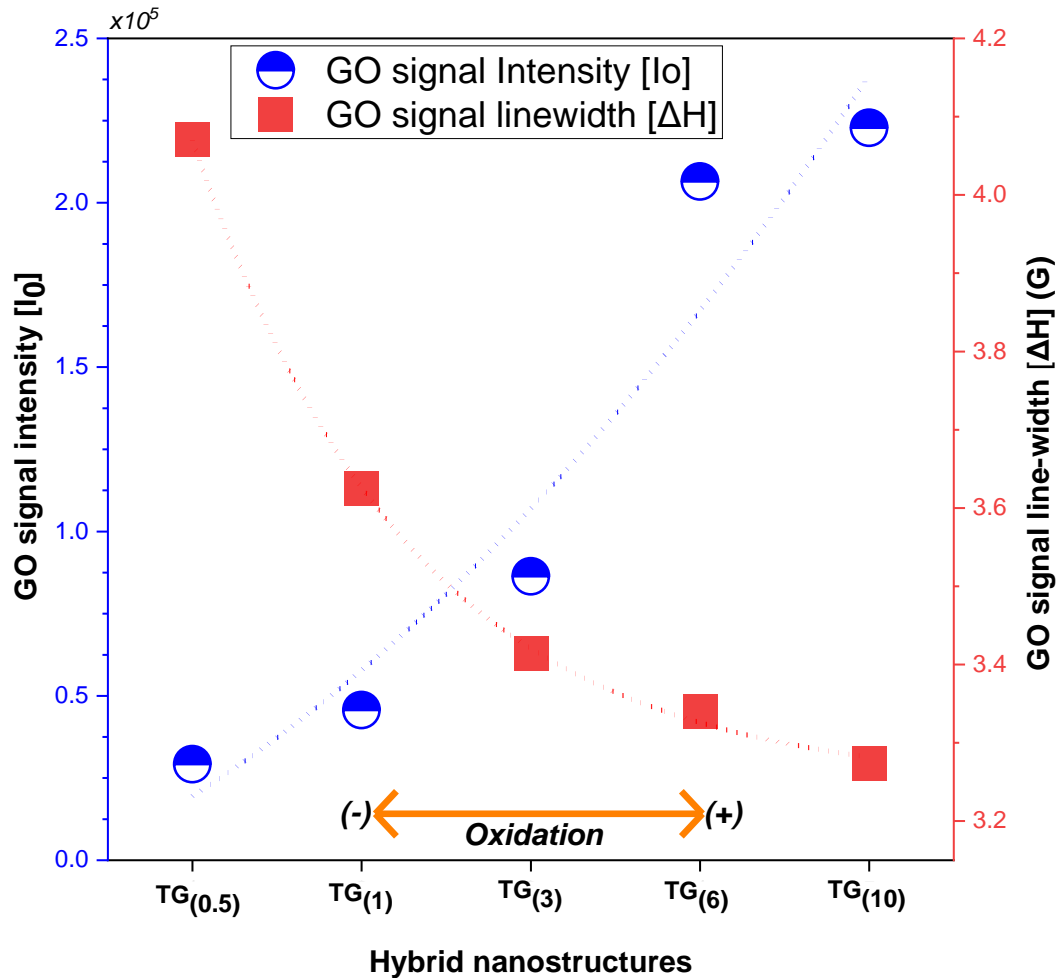 x10⁵
2.5
2.0
1.5
1.0
0.5
0.0
GO signal intensity [I₀]
GO signal Intensity [Io]
GO signal linewidth [ΔH]
4.2
4.0
3.8
3.6
3.4
3.2
GO signal line-width [ΔH] (G)
(-) (+)
Oxidation
TG(0.5) TG(1) TG(3) TG(6) TG(10)
Hybrid nanostructures